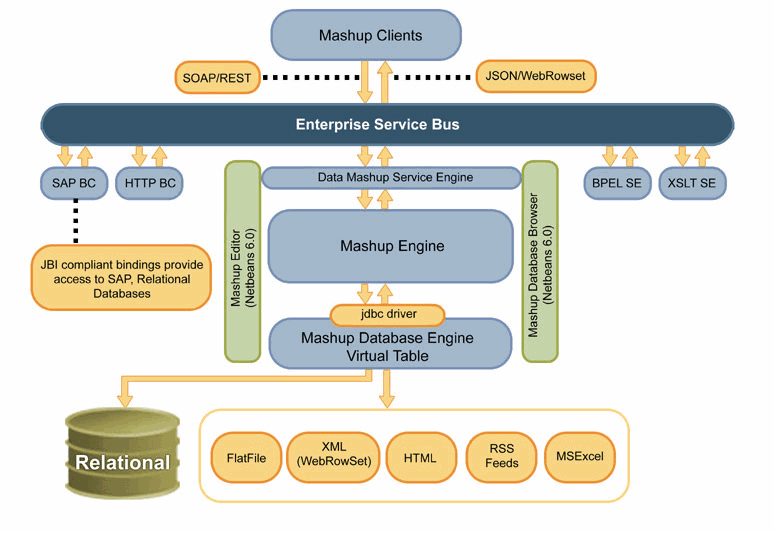 Mashup Clients
SOAP/REST
JSON/WebRowset
Enterprise Service Bus
SAP BC
HTTP BC
Data Mashup Service Engine
BPEL SE
XSLT SE
Mashup Editor
(Netbeans 6.0)
Mashup Engine
Mashup Database Browser
(Netbeans 6.0)
JBI compliant bindings provide
access to SAP, Relational
Databases
jdbc driver
Mashup Database Engine
Virtual Table
Relational
FlatFile
XML
(WebRowSet)
HTML
RSS
Feeds
MSExcel